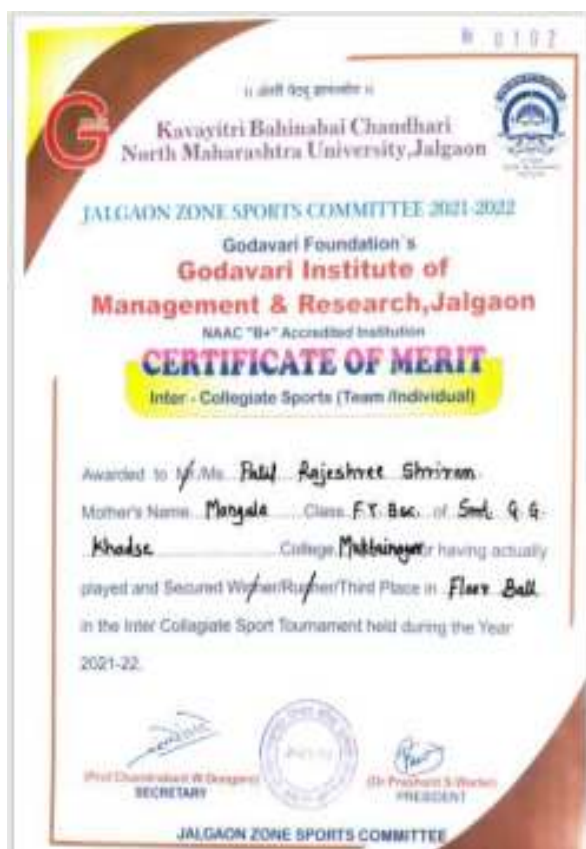 0102
Kavayitri Bahinabai Chandhari
North Maharashtra University,Jalgaon
JALGAON ZONE SPORTS COMMITTEE 2021-2022
Godavari Foundation`s
Godavari Institute of
Management & Research,Jalgaon
NAAC "B+" Accredited Institution
CERTIFICATE OF MERIT
Inter - Collegiate Sports (Team /Individual)
Awarded to Mr./Ms. Patil Rajeshree Shriram
Mother's Name Mangala Class F.Y. Bsc. of Smt. G. G.
Khadse College, Muktainagar for having actually
played and Secured Winner/Runner/Third Place in Floor Ball
in the Inter Collagiate Sport Tournament held during the Year
2021-22.
SECRETARY
PRESIDENT
JALGAON ZONE SPORTS COMMITTEE